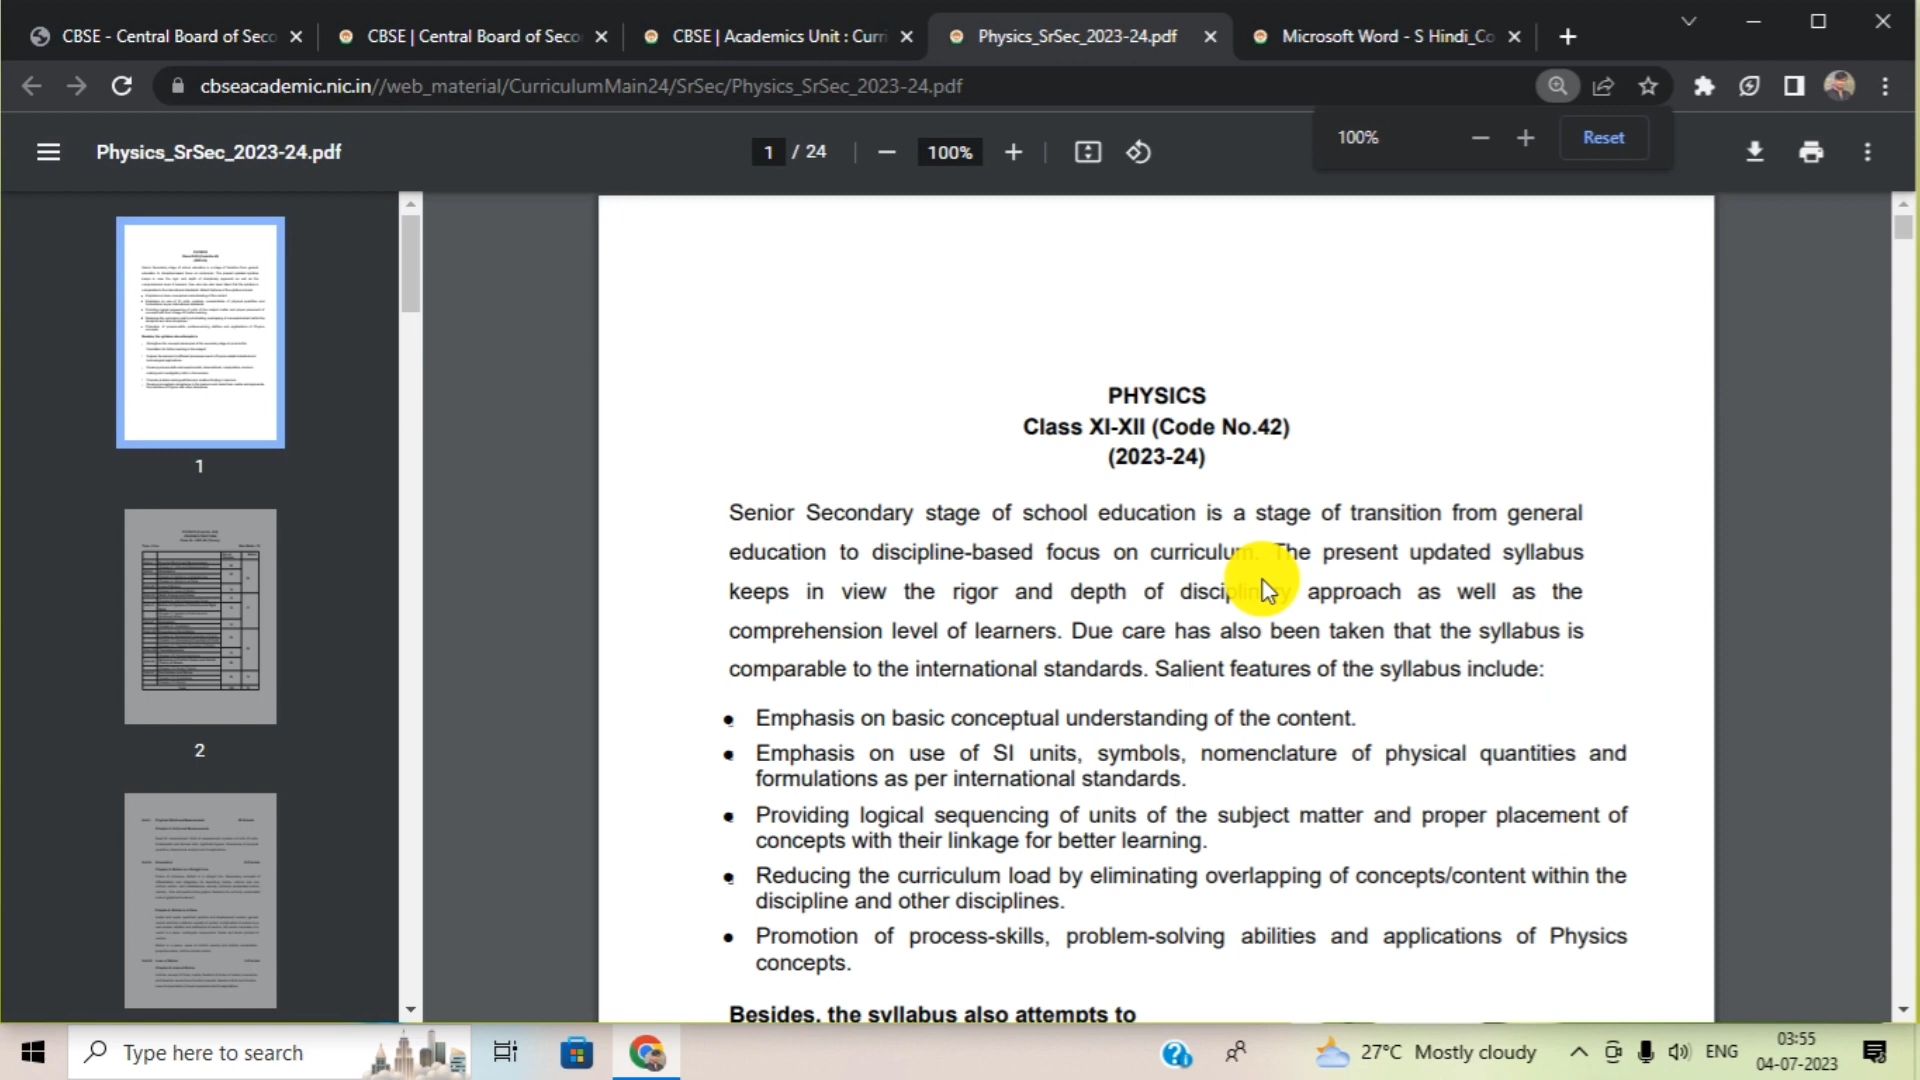 CBSE - Central Board of Seco
CBSE | Central Board of Seco
CBSE | Academics Unit : Curri
Physics_SrSec_2023-24.pdf
Microsoft Word - S Hindi_Co
cbseacademic.nic.in//web_material/CurriculumMain24/SrSec/Physics_SrSec_2023-24.pdf
Physics_SrSec_2023-24.pdf
1 / 24
100%
100%
Reset
1
2
PHYSICS
Class XI-XII (Code No.42)
(2023-24)
Senior Secondary stage of school education is a stage of transition from general
education to discipline-based focus on curriculum. The present updated syllabus
keeps in view the rigor and depth of disciplinary approach as well as the
comprehension level of learners. Due care has also been taken that the syllabus is
comparable to the international standards. Salient features of the syllabus include:
● Emphasis on basic conceptual understanding of the content.
● Emphasis on use of SI units, symbols, nomenclature of physical quantities and
formulations as per international standards.
● Providing logical sequencing of units of the subject matter and proper placement of
concepts with their linkage for better learning.
● Reducing the curriculum load by eliminating overlapping of concepts/content within the
discipline and other disciplines.
● Promotion of process-skills, problem-solving abilities and applications of Physics
concepts.
Besides, the syllabus also attempts to
Type here to search
27°C Mostly cloudy
ENG
03:55
04-07-2023